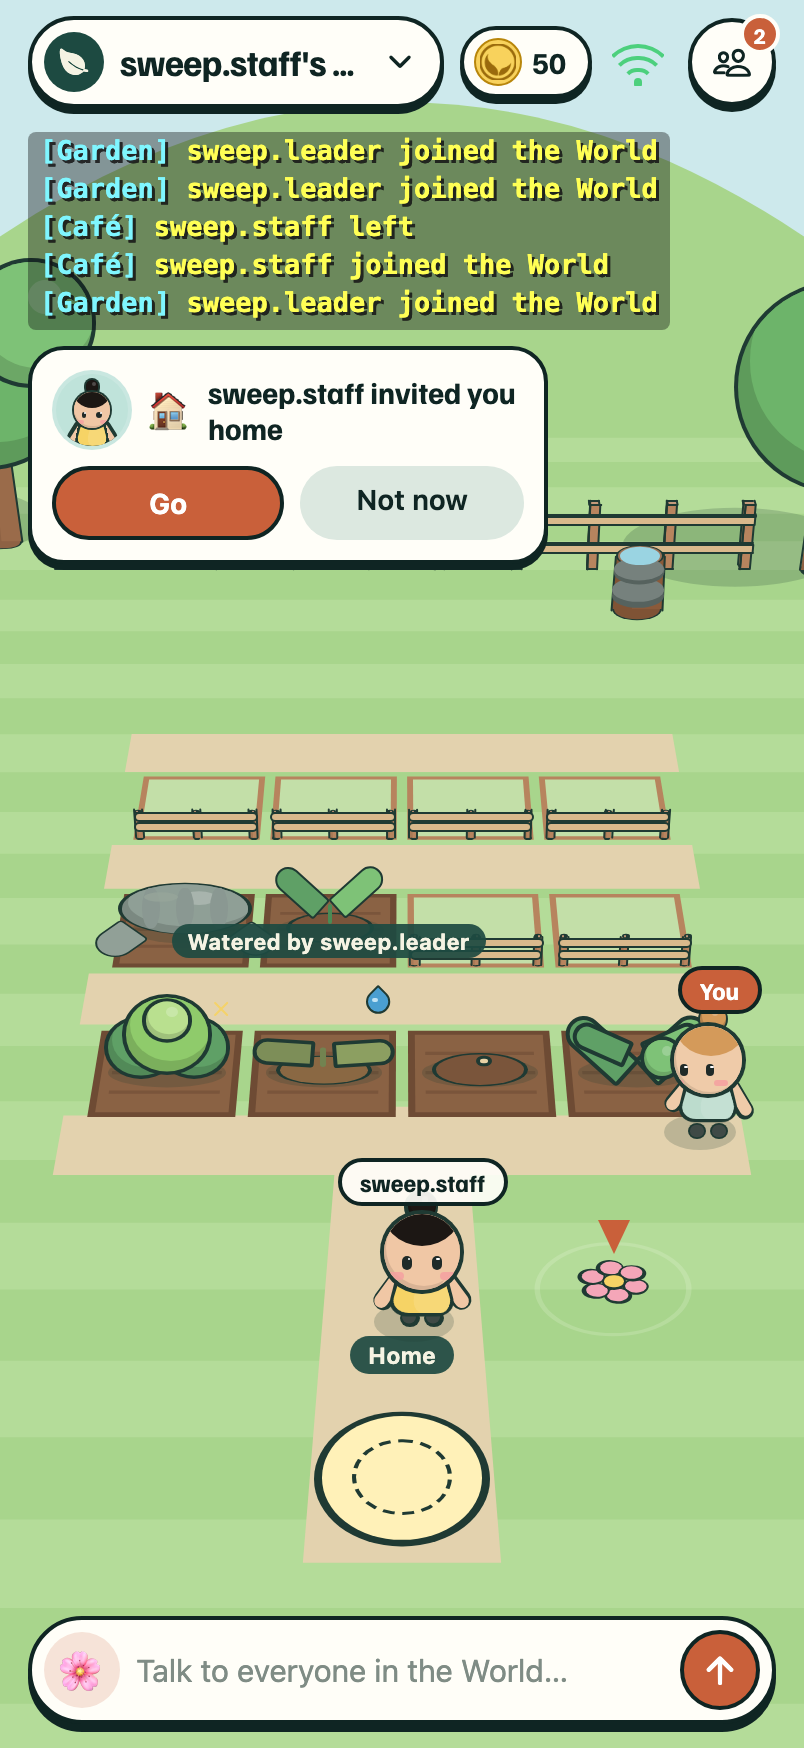 sweep.staff's ...
50
2
[Garden] sweep.leader joined the World
[Garden] sweep.leader joined the World
[Café] sweep.staff left
[Café] sweep.staff joined the World
[Garden] sweep.leader joined the World
sweep.staff invited you
home
Go
Not now
Watered by sweep.leader
You
sweep.staff
Home
Talk to everyone in the World...